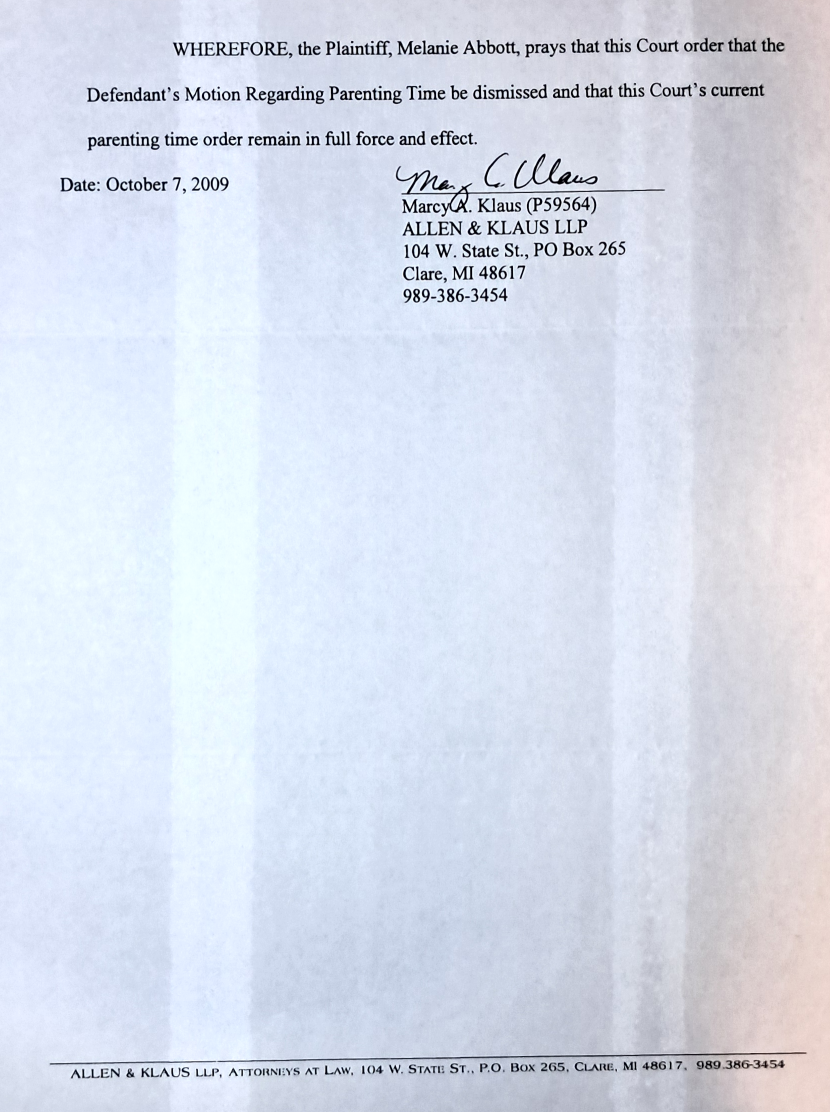 WHEREFORE, the Plaintiff, Melanie Abbott, prays that this Court order that the
Defendant's Motion Regarding Parenting Time be dismissed and that this Court's current
parenting time order remain in full force and effect.
Date: October 7, 2009
Marcy A. Klaus (P59564)
ALLEN & KLAUS LLP
104 W. State St., PO Box 265
Clare, MI 48617
989-386-3454
ALLEN & KLAUS LLP, ATTORNEYS AT LAW, 104 W. STATE ST., P.O. BOX 265, CLARE, MI 48617, 989.386-3454